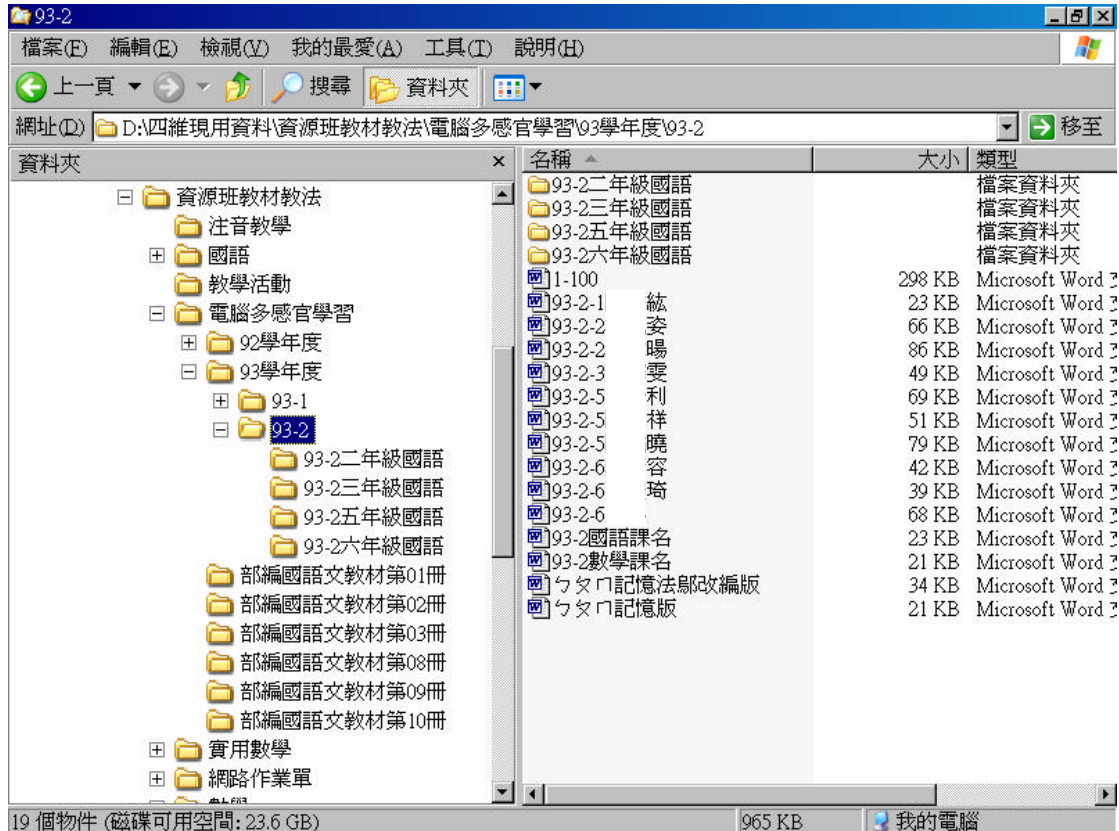 93-2
檔案(F) 編輯(E) 檢視(V) 我的最愛(A) 工具(T) 說明(H)
上一頁 搜尋 資料夾
網址(D) D:\四維現用資料\資源班教材教法\電腦多感官學習\93學年度\93-2 移至
資料夾 x
資源班教材教法
注音教學
國語
教學活動
電腦多感官學習
92學年度
93學年度
93-1
93-2
93-2二年級國語
93-2三年級國語
93-2五年級國語
93-2六年級國語
部編國語文教材第01冊
部編國語文教材第02冊
部編國語文教材第03冊
部編國語文教材第08冊
部編國語文教材第09冊
部編國語文教材第10冊
實用數學
網路作業單
名稱 大小 類型
93-2二年級國語 檔案資料夾
93-2三年級國語 檔案資料夾
93-2五年級國語 檔案資料夾
93-2六年級國語 檔案資料夾
1-100 298 KB Microsoft Word
93-2-1 紘 23 KB Microsoft Word
93-2-2 姿 66 KB Microsoft Word
93-2-2 暘 86 KB Microsoft Word
93-2-3 雯 49 KB Microsoft Word
93-2-5 利 69 KB Microsoft Word
93-2-5 祥 51 KB Microsoft Word
93-2-5 曉 79 KB Microsoft Word
93-2-6 容 42 KB Microsoft Word
93-2-6 琦 39 KB Microsoft Word
93-2-6 68 KB Microsoft Word
93-2國語課名 23 KB Microsoft Word
93-2數學課名 21 KB Microsoft Word
ㄅㄆㄇ記憶法鄔改編版 34 KB Microsoft Word
ㄅㄆㄇ記憶版 21 KB Microsoft Word
19 個物件 (磁碟可用空間: 23.6 GB) 965 KB 我的電腦